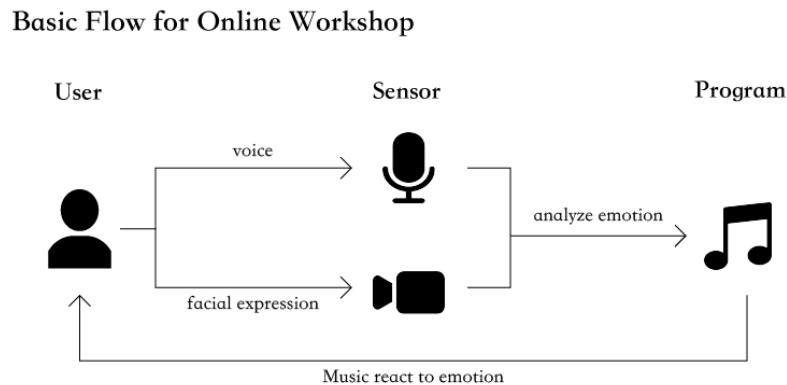 Basic Flow for Online Workshop
User
Sensor
Program
voice
analyze emotion
facial expression
Music react to emotion